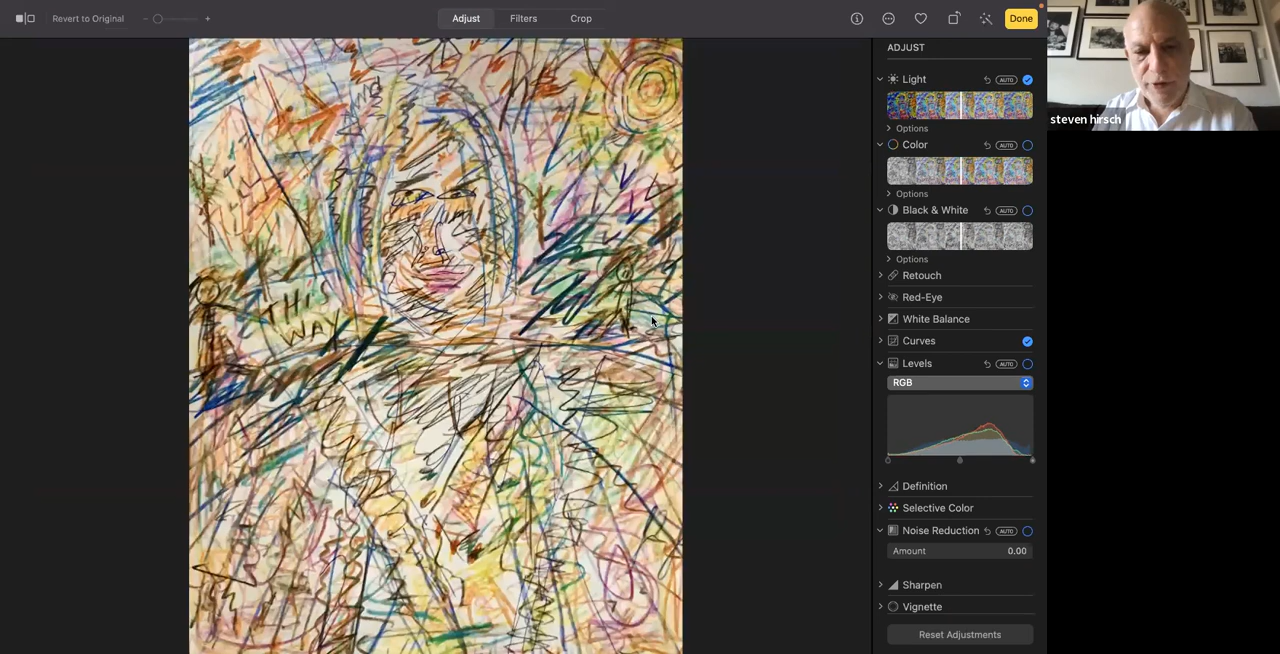 Revert to Original
Adjust
Filters
Crop
Done
ADJUST
Light
AUTO
Options
Color
AUTO
Options
Black & White
AUTO
Options
Retouch
Red-Eye
White Balance
Curves
Levels
AUTO
RGB
Definition
Selective Color
Noise Reduction
AUTO
Amount 0.00
Sharpen
Vignette
Reset Adjustments
steven hirsch
THIS
WAY